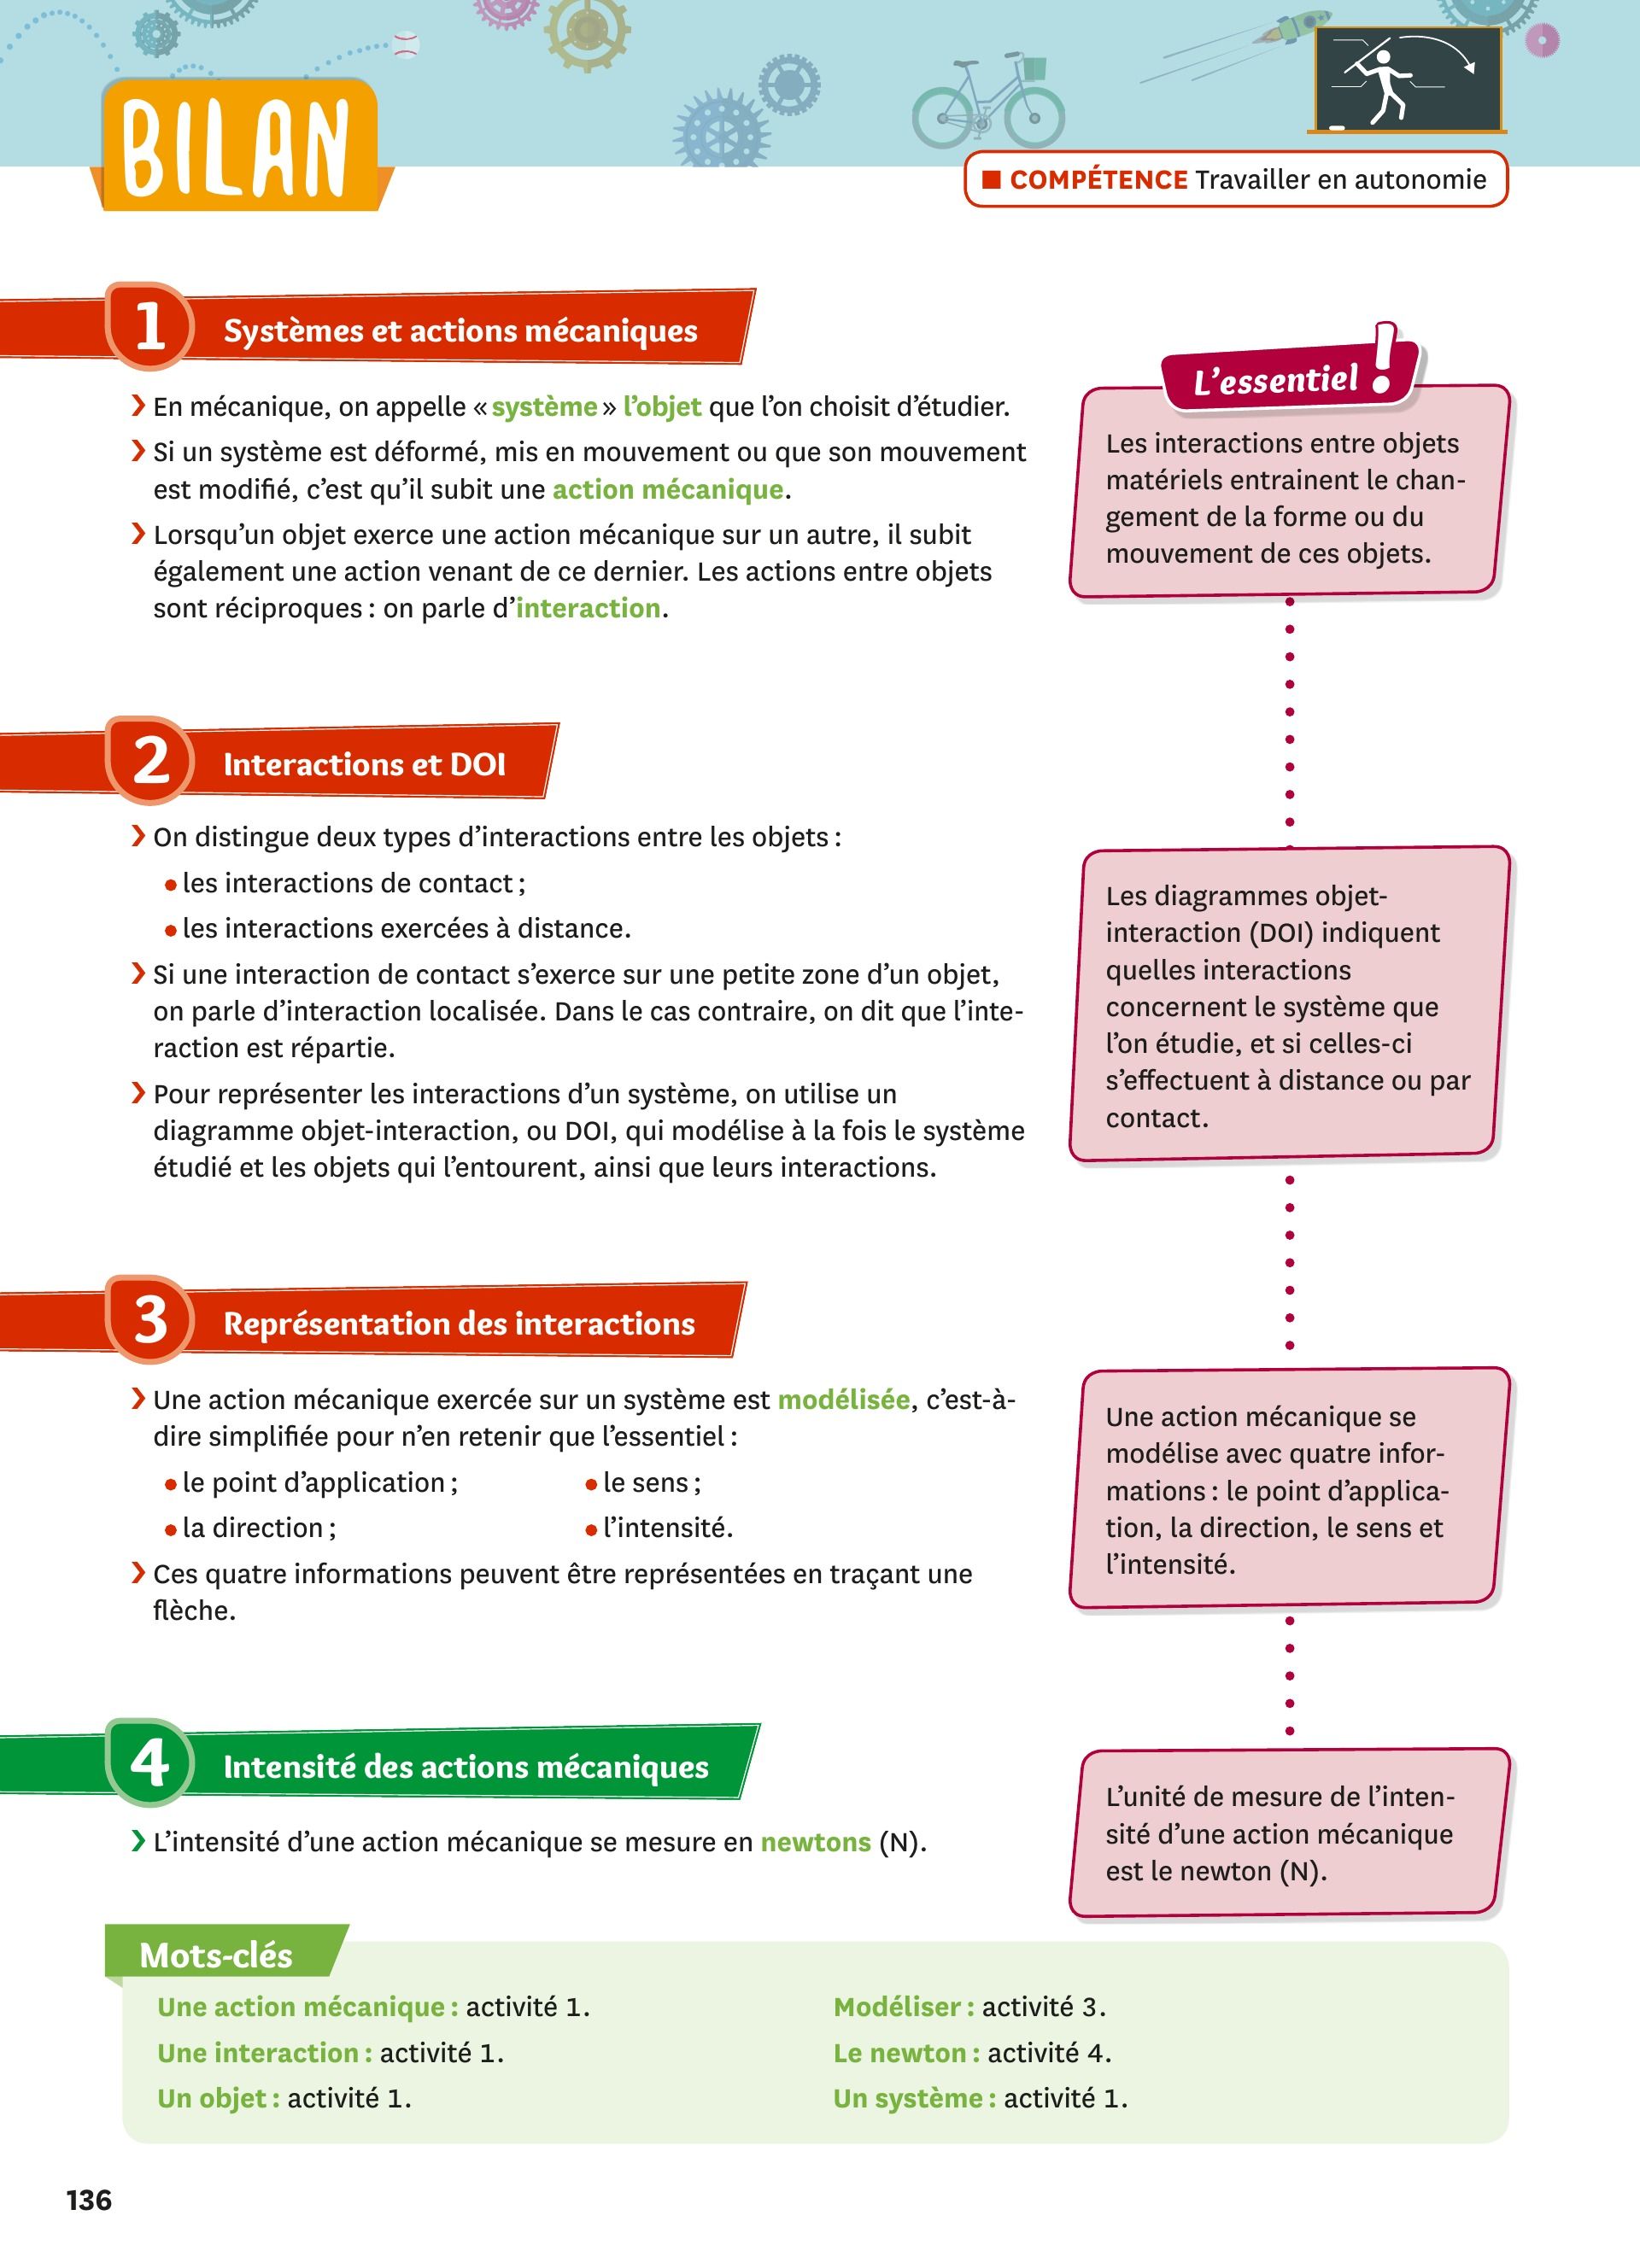 BILAN
■ COMPÉTENCE Travailler en autonomie
1 Systèmes et actions mécaniques
› En mécanique, on appelle « système » l’objet que l’on choisit d’étudier.
› Si un système est déformé, mis en mouvement ou que son mouvement
est modifié, c’est qu’il subit une action mécanique.
› Lorsqu’un objet exerce une action mécanique sur un autre, il subit
également une action venant de ce dernier. Les actions entre objets
sont réciproques : on parle d’interaction.
L’essentiel !
Les interactions entre objets
matériels entrainent le chan-
gement de la forme ou du
mouvement de ces objets.
2 Interactions et DOI
› On distingue deux types d’interactions entre les objets :
• les interactions de contact ;
• les interactions exercées à distance.
› Si une interaction de contact s’exerce sur une petite zone d’un objet,
on parle d’interaction localisée. Dans le cas contraire, on dit que l’inte-
raction est répartie.
› Pour représenter les interactions d’un système, on utilise un
diagramme objet-interaction, ou DOI, qui modélise à la fois le système
étudié et les objets qui l’entourent, ainsi que leurs interactions.
Les diagrammes objet-
interaction (DOI) indiquent
quelles interactions
concernent le système que
l’on étudie, et si celles-ci
s’effectuent à distance ou par
contact.
3 Représentation des interactions
› Une action mécanique exercée sur un système est modélisée, c’est-à-
dire simplifiée pour n’en retenir que l’essentiel :
• le point d’application ;
• la direction ;
• le sens ;
• l’intensité.
› Ces quatre informations peuvent être représentées en traçant une
flèche.
Une action mécanique se
modélise avec quatre infor-
mations : le point d’applica-
tion, la direction, le sens et
l’intensité.
4 Intensité des actions mécaniques
› L’intensité d’une action mécanique se mesure en newtons (N).
L’unité de mesure de l’inten-
sité d’une action mécanique
est le newton (N).
Mots-clés
Une action mécanique : activité 1.
Une interaction : activité 1.
Un objet : activité 1.
Modéliser : activité 3.
Le newton : activité 4.
Un système : activité 1.
136